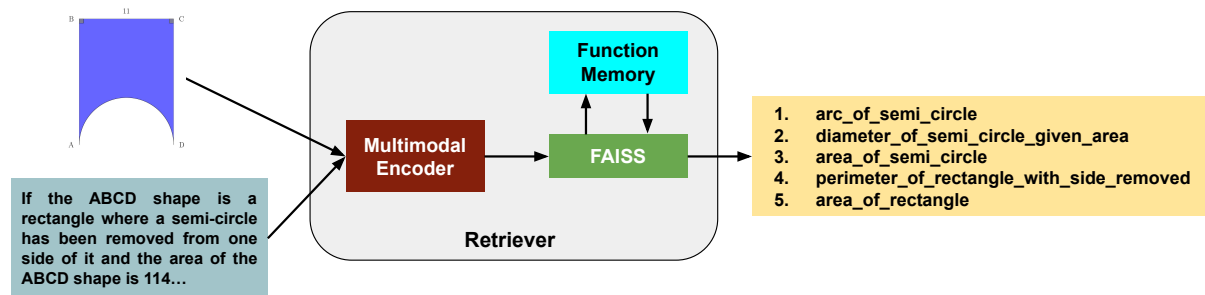 B
11
C
A
D
If the ABCD shape is a
rectangle where a semi-circle
has been removed from one
side of it and the area of the
ABCD shape is 114…
Multimodal
Encoder
Function
Memory
FAISS
Retriever
1. arc_of_semi_circle
2. diameter_of_semi_circle_given_area
3. area_of_semi_circle
4. perimeter_of_rectangle_with_side_removed
5. area_of_rectangle